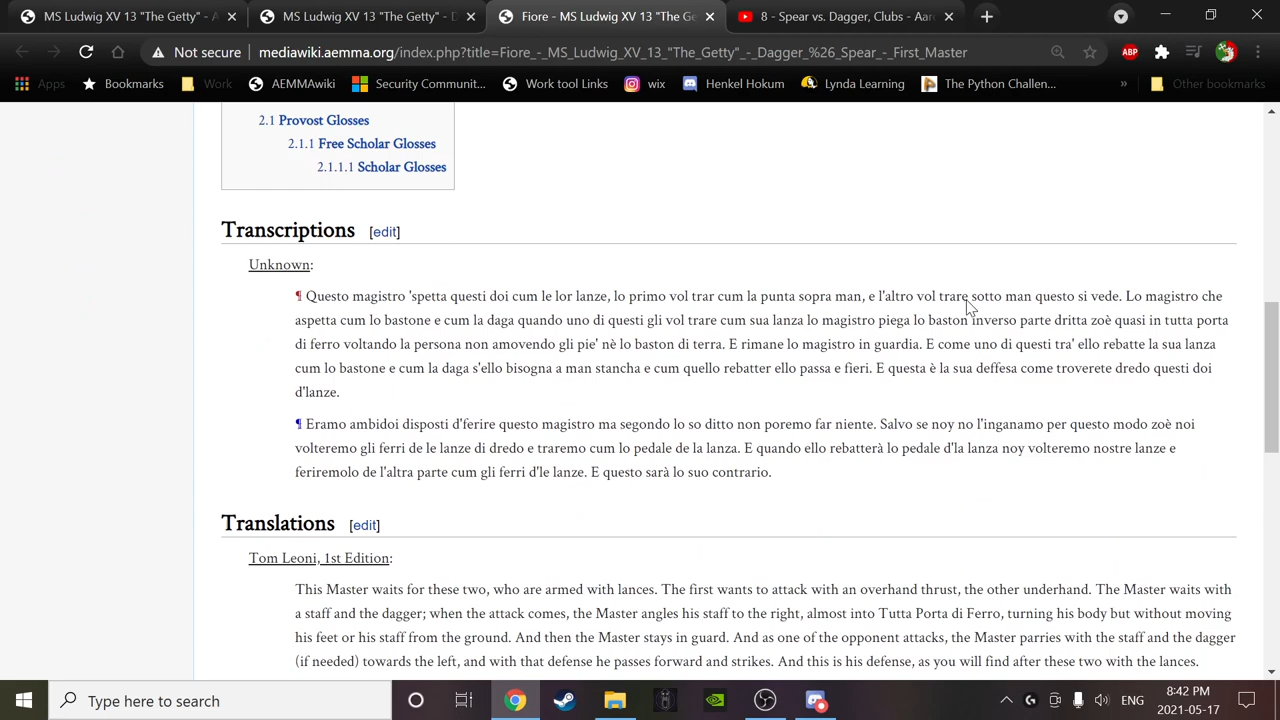 MS Ludwig XV 13 "The Getty" - A
MS Ludwig XV 13 "The Getty" - D
Fiore - MS Ludwig XV 13 "The Ge
8 - Spear vs. Dagger, Clubs - Aar
Not secure
mediawiki.aemma.org/index.php?title=Fiore_-_MS_Ludwig_XV_13_"The_Getty"_-_Dagger_%26_Spear_-_First_Master
ABP
Apps
Bookmarks
Work
AEMMAwiki
Security Communit...
Work tool Links
wix
Henkel Hokum
Lynda Learning
The Python Challen...
»
Other bookmarks
2.1 Provost Glosses
2.1.1 Free Scholar Glosses
2.1.1.1 Scholar Glosses
Transcriptions [edit]
Unknown:
¶ Questo magistro 'spetta questi doi cum le lor lanze, lo primo vol trar cum la punta sopra man, e l'altro vol trare sotto man questo si vede. Lo magistro che
aspetta cum lo bastone e cum la daga quando uno di questi gli vol trare cum sua lanza lo magistro piega lo baston inverso parte dritta zoè quasi in tutta porta
di ferro voltando la persona non amovendo gli pie' nè lo baston di terra. E rimane lo magistro in guardia. E come uno di questi tra' ello rebatte la sua lanza
cum lo bastone e cum la daga s'ello bisogna a man stancha e cum quello rebatter ello passa e fieri. E questa è la sua deffesa come troverete dredo questi doi
d'lanze.
¶ Eramo ambidoi disposti d'ferire questo magistro ma segondo lo so ditto non poremo far niente. Salvo se noy no l'inganamo per questo modo zoè noi
volteremo gli ferri de le lanze di dredo e traremo cum lo pedale de la lanza. E quando ello rebatterà lo pedale d'la lanza noy volteremo nostre lanze e
feriremolo de l'altra parte cum gli ferri d'le lanze. E questo sarà lo suo contrario.
Translations [edit]
Tom Leoni, 1st Edition:
This Master waits for these two, who are armed with lances. The first wants to attack with an overhand thrust, the other underhand. The Master waits with
a staff and the dagger; when the attack comes, the Master angles his staff to the right, almost into Tutta Porta di Ferro, turning his body but without moving
his feet or his staff from the ground. And then the Master stays in guard. And as one of the opponent attacks, the Master parries with the staff and the dagger
(if needed) towards the left, and with that defense he passes forward and strikes. And this is his defense, as you will find after these two with the lances.
Type here to search
ENG
8:42 PM
2021-05-17